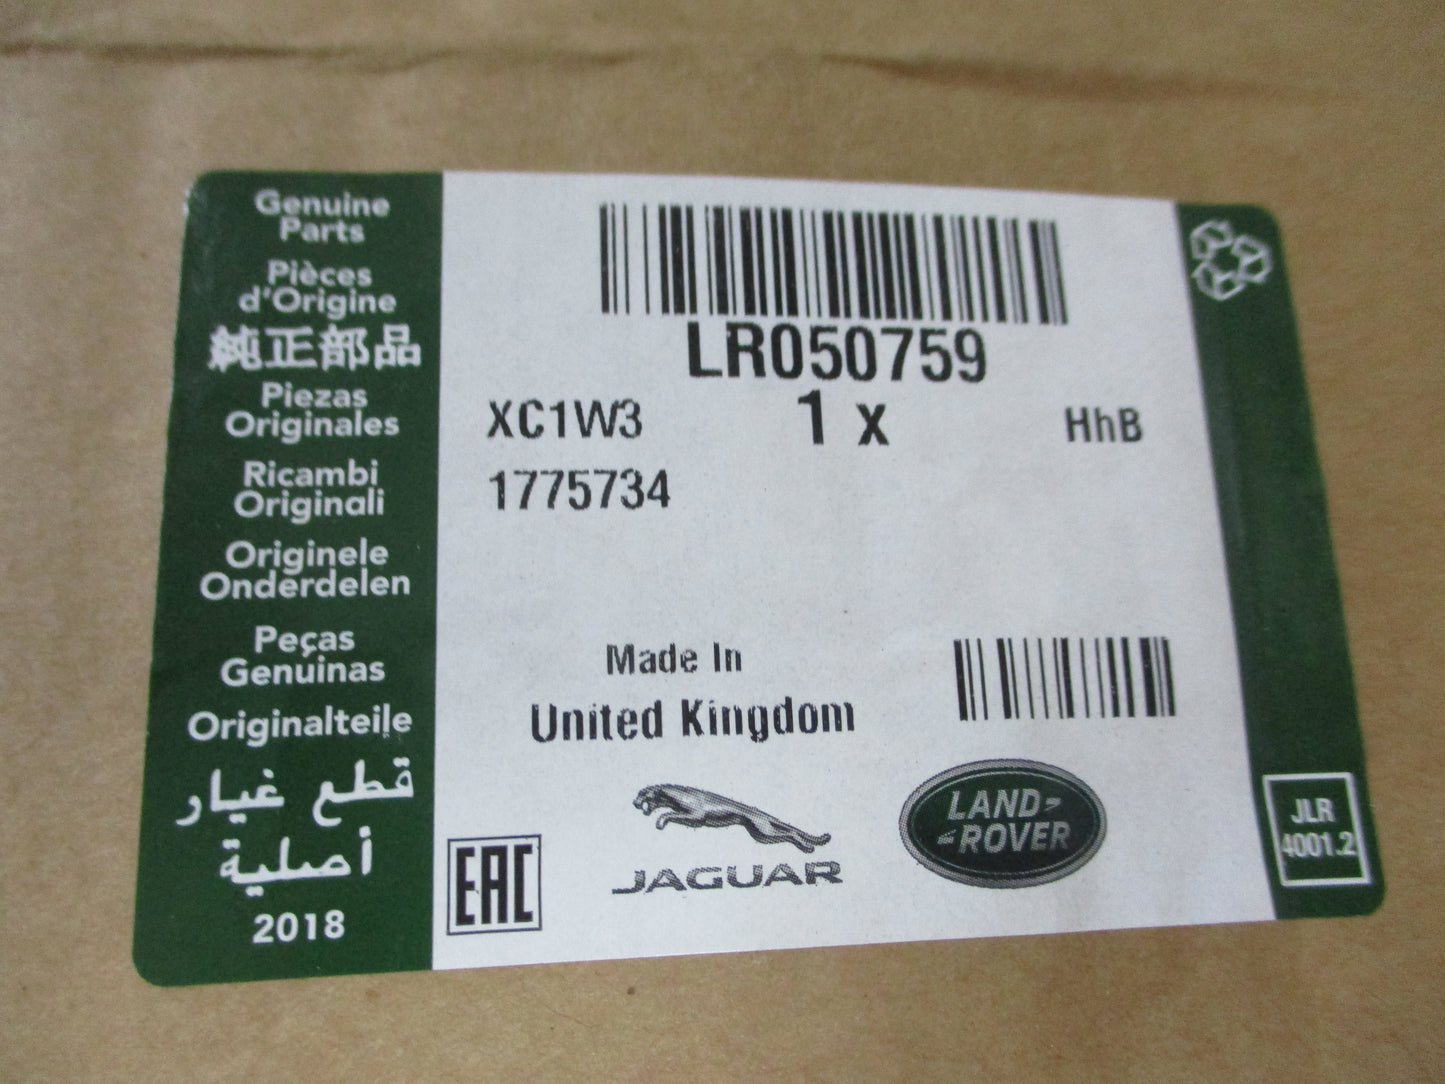 Genuine
Parts
Pièces
d'Origine
純正部品
Piezas
Originales
Ricambi
Originali
Originele
Onderdelen
Peças
Genuinas
Originalteile
قطع غيار
أصلية
2018
LR050759
XC1W3 1 x HhB
1775734
Made In
United Kingdom
EAC
JAGUAR
LAND-
-ROVER
JLR
4001.2